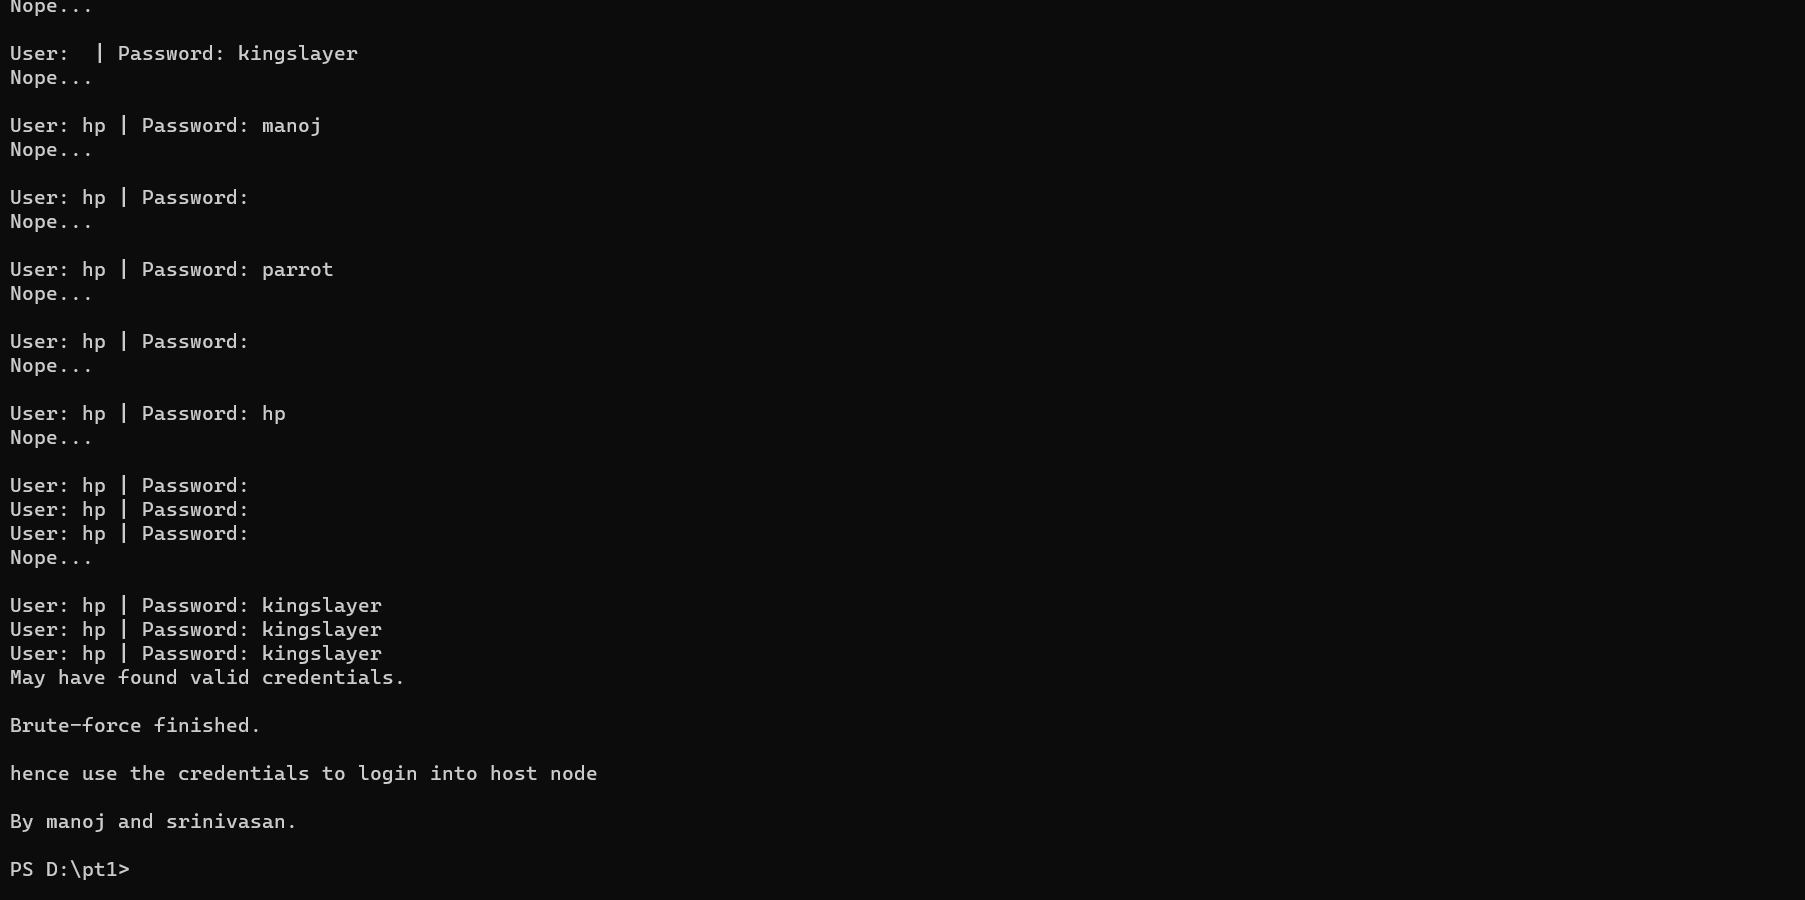 Nope...
User:  | Password: kingslayer
Nope...
User: hp | Password: manoj
Nope...
User: hp | Password:
Nope...
User: hp | Password: parrot
Nope...
User: hp | Password:
Nope...
User: hp | Password: hp
Nope...
User: hp | Password:
User: hp | Password:
User: hp | Password:
Nope...
User: hp | Password: kingslayer
User: hp | Password: kingslayer
User: hp | Password: kingslayer
May have found valid credentials.
Brute-force finished.
hence use the credentials to login into host node
By manoj and srinivasan.
PS D:\pt1>